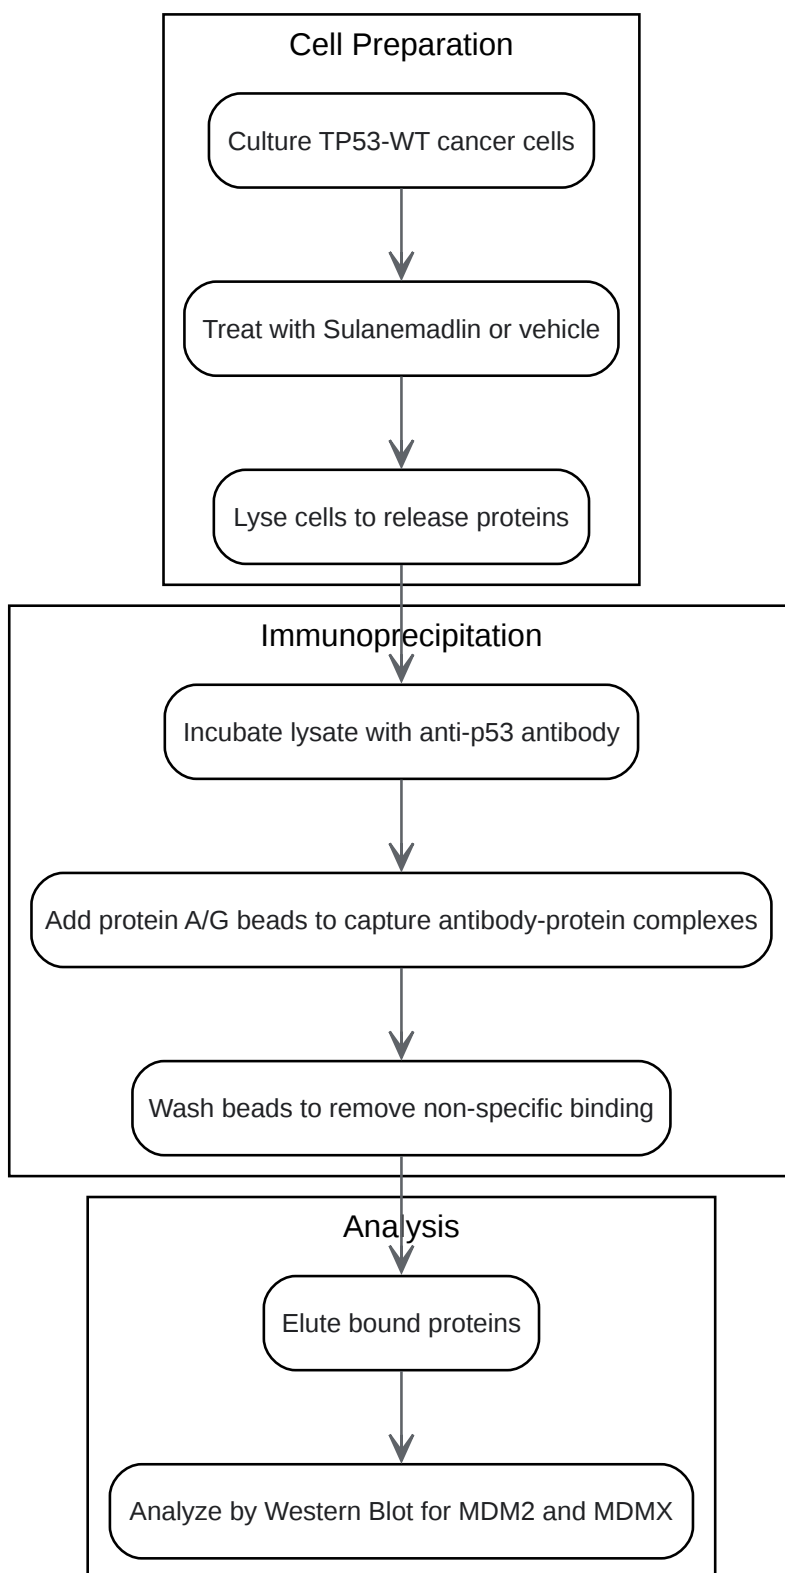 Cell Preparation
Culture TP53-WT cancer cells
Treat with Sulanemadlin or vehicle
Lyse cells to release proteins
Immunoprecipitation
Incubate lysate with anti-p53 antibody
Add protein A/G beads to capture antibody-protein complexes
Wash beads to remove non-specific binding
Analysis
Elute bound proteins
Analyze by Western Blot for MDM2 and MDMX